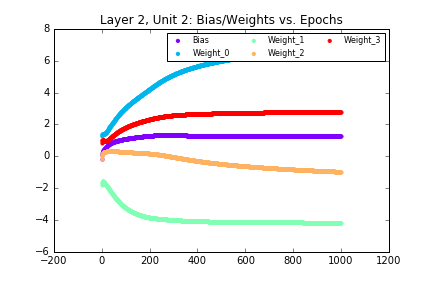 Layer 2, Unit 2: Bias/Weights vs. Epochs
8
6
4
2
0
−2
−4
−6
Bias Weight_1 Weight_3
Weight_0 Weight_2
−200 0 200 400 600 800 1000 1200